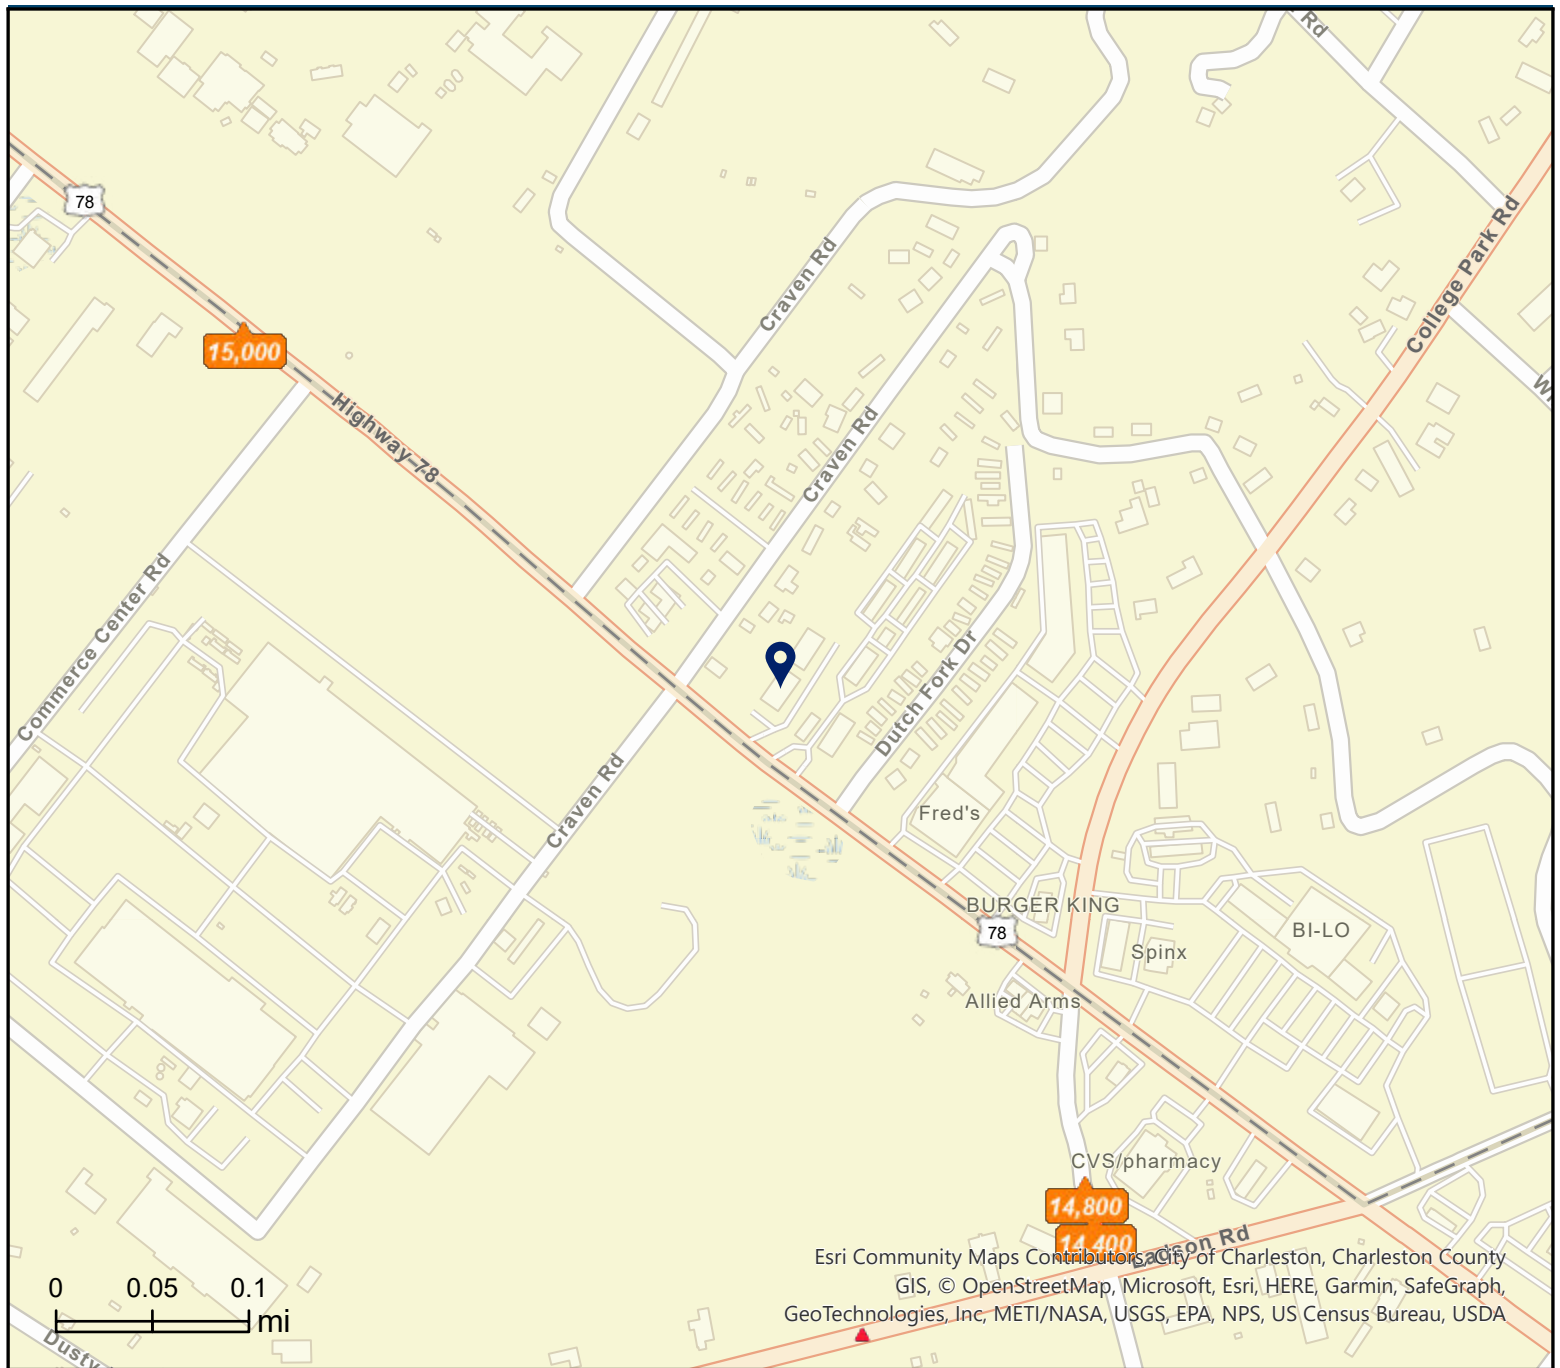 Rd
78
15,000
Highway 78
Craven Rd
College Park Rd
Craven Rd
Commerce Center Rd
Dutch Fork Dr
Craven Rd
Fred's
BURGER KING
78
BI-LO
Spinx
Allied Arms
CVS/pharmacy
14,800
14,400
Ladson Rd
Esri Community Maps Contributors, City of Charleston, Charleston County
GIS, © OpenStreetMap, Microsoft, Esri, HERE, Garmin, SafeGraph,
GeoTechnologies, Inc, METI/NASA, USGS, EPA, NPS, US Census Bureau, USDA
0 0.05 0.1
mi
Dusty